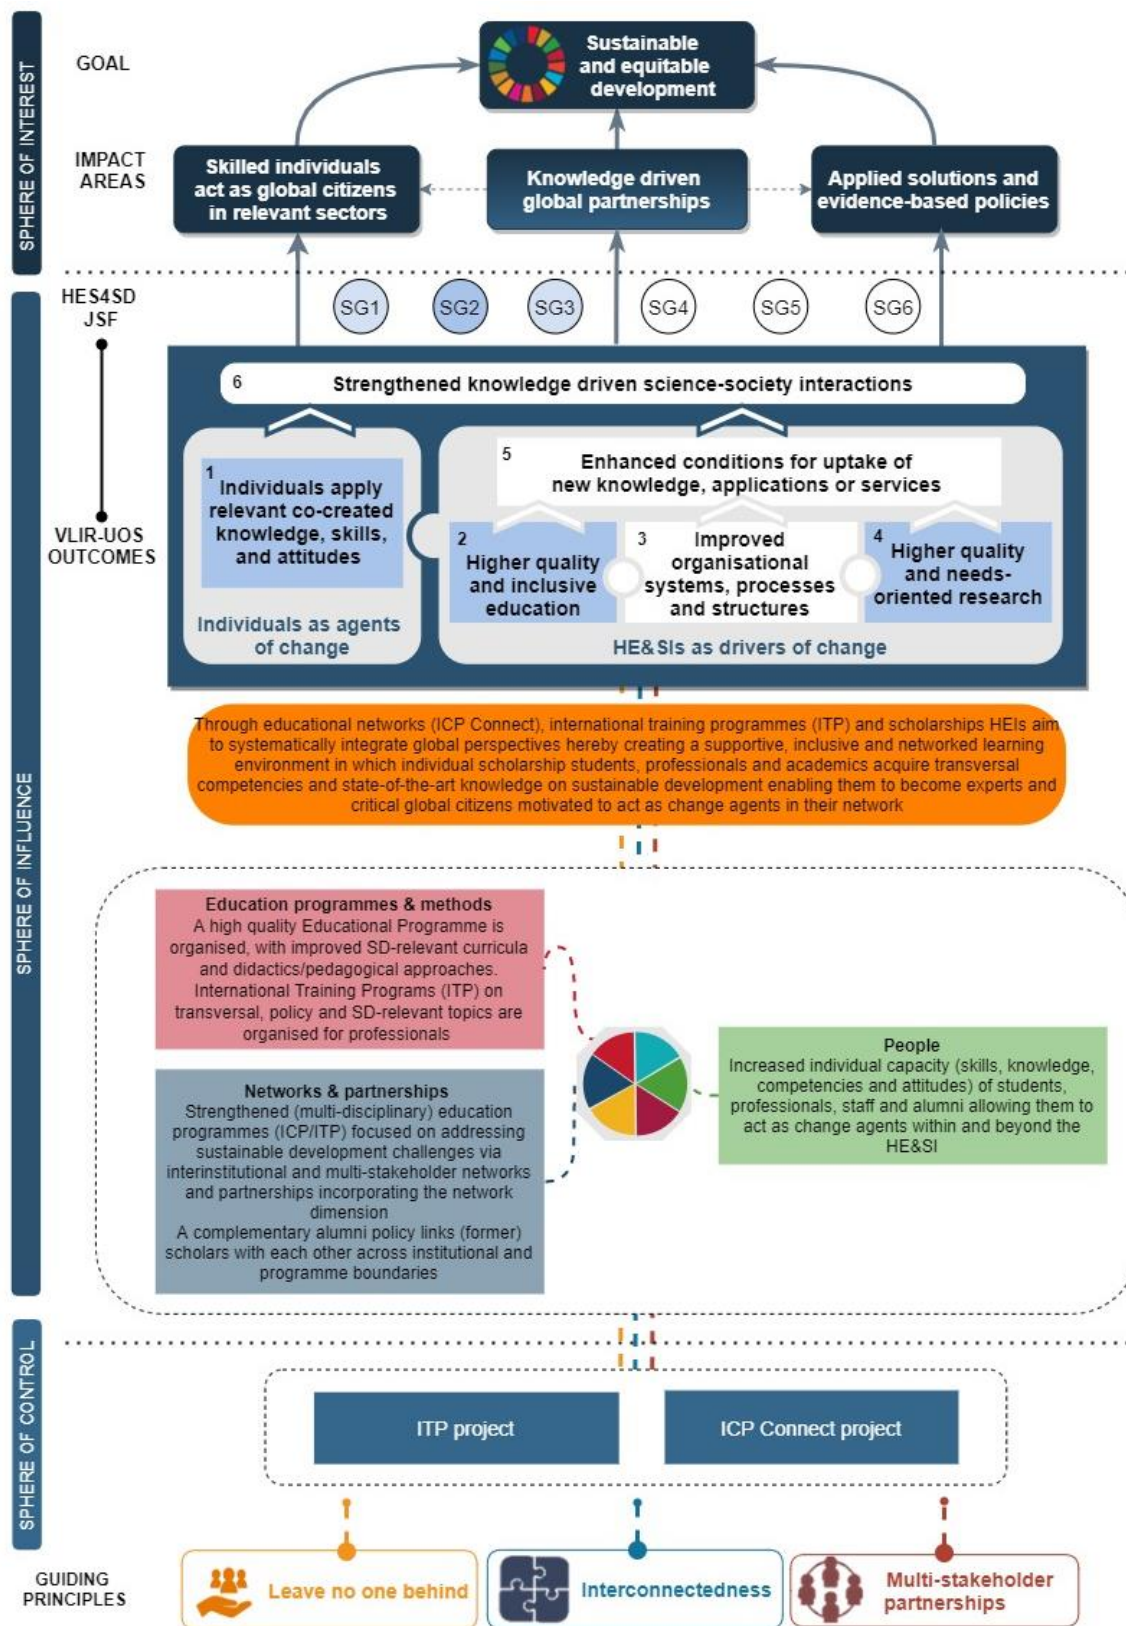 SPHERE OF INTEREST
GOAL
Sustainable
and equitable
development
IMPACT
AREAS
Skilled individuals
act as global citizens
in relevant sectors
Knowledge driven
global partnerships
Applied solutions and
evidence-based policies
SPHERE OF INFLUENCE
HES4SD
JSF
SG1
SG2
SG3
SG4
SG5
SG6
VLIR-UOS
OUTCOMES
6
Strengthened knowledge driven science-society interactions
1
Individuals apply
relevant co-created
knowledge, skills,
and attitudes
Individuals as agents
of change
5
Enhanced conditions for uptake of
new knowledge, applications or services
2
Higher quality
and inclusive
education
3
Improved
organisational
systems, processes
and structures
4
Higher quality
and needs-
oriented research
HE&SIs as drivers of change
Through educational networks (ICP Connect), international training programmes (ITP) and scholarships HEIs aim
to systematically integrate global perspectives hereby creating a supportive, inclusive and networked learning
environment in which individual scholarship students, professionals and academics acquire transversal
competencies and state-of-the-art knowledge on sustainable development enabling them to become experts and
critical global citizens motivated to act as change agents in their network
Education programmes & methods
A high quality Educational Programme is
organised, with improved SD-relevant curricula
and didactics/pedagogical approaches.
International Training Programs (ITP) on
transversal, policy and SD-relevant topics are
organised for professionals
Networks & partnerships
Strengthened (multi-disciplinary) education
programmes (ICP/ITP) focused on addressing
sustainable development challenges via
interinstitutional and multi-stakeholder networks
and partnerships incorporating the network
dimension
A complementary alumni policy links (former)
scholars with each other across institutional and
programme boundaries
People
Increased individual capacity (skills, knowledge,
competencies and attitudes) of students,
professionals, staff and alumni allowing them to
act as change agents within and beyond the
HE&SI
SPHERE OF CONTROL
ITP project
ICP Connect project
GUIDING
PRINCIPLES
Leave no one behind
Interconnectedness
Multi-stakeholder
partnerships